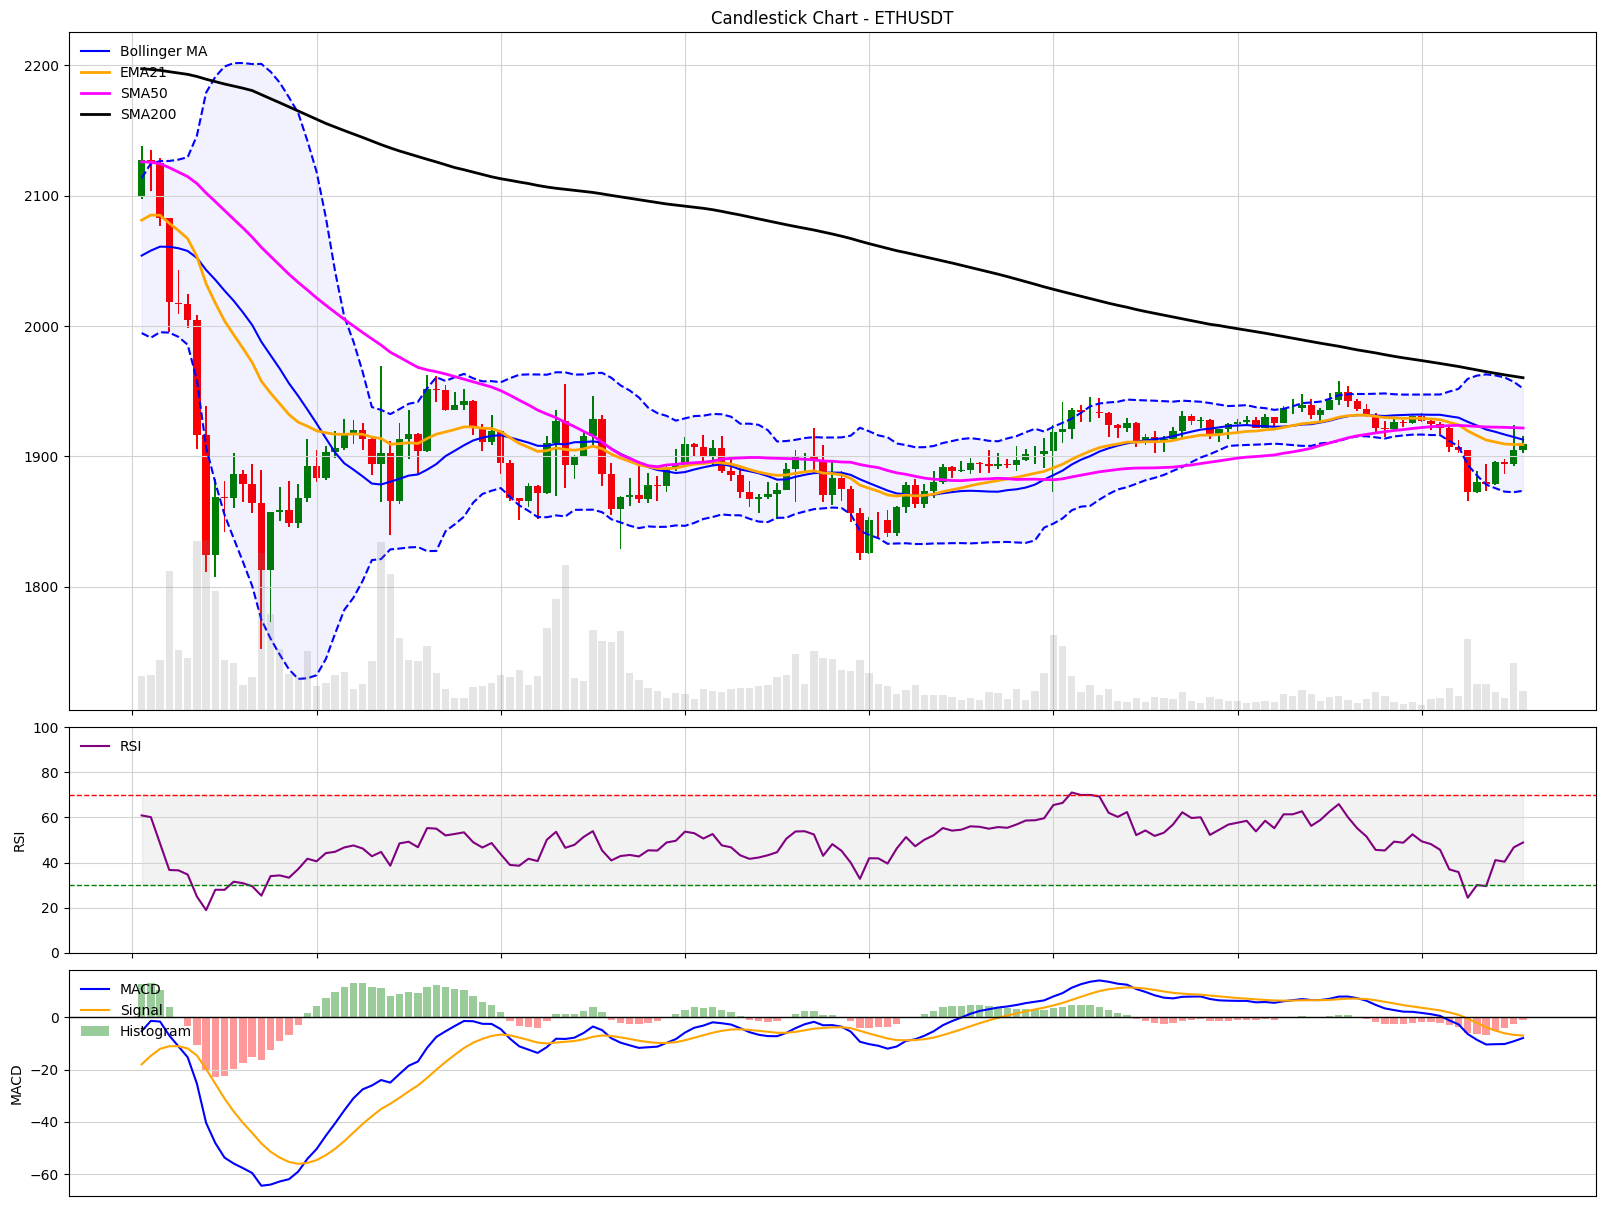 Candlestick Chart - ETHUSDT
Bollinger MA
EMA21
SMA50
SMA200
2200
2100
2000
1900
1800
RSI
RSI
100
80
60
40
20
0
MACD
Signal
Histogram
MACD
0
−20
−40
−60